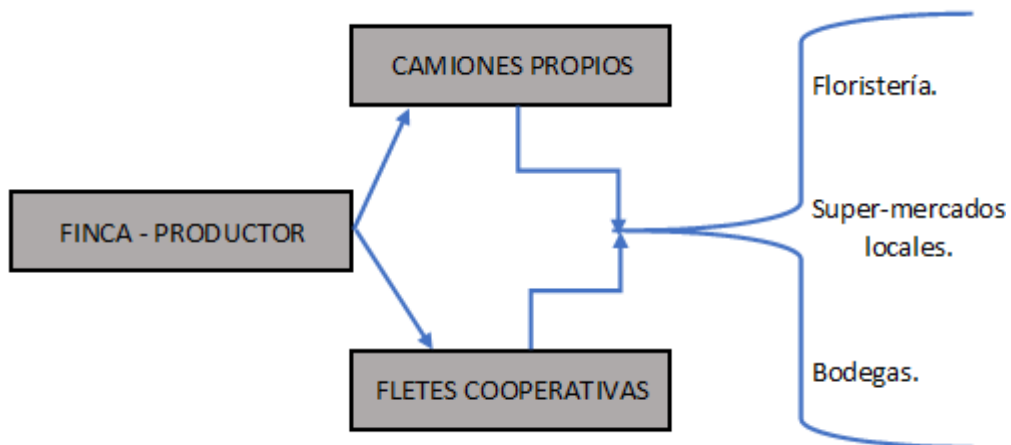 CAMIONES PROPIOS
Floristería.
FINCA - PRODUCTOR
Super-mercados
locales.
FLETES COOPERATIVAS
Bodegas.